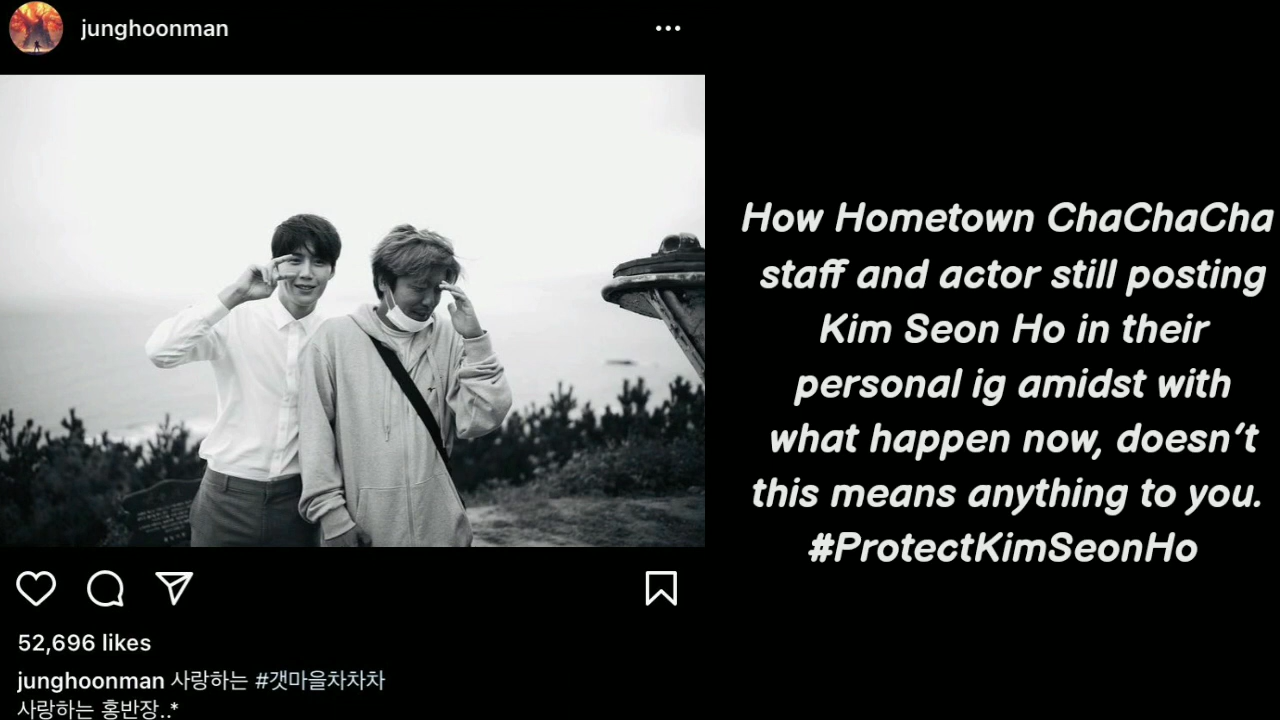 junghoonman
How Hometown ChaChaCha
staff and actor still posting
Kim Seon Ho in their
personal ig amidst with
what happen now, doesn't
this means anything to you.
#ProtectKimSeonHo
52,696 likes
junghoonman 사랑하는 #갯마을차차차
사랑하는 홍반장..*